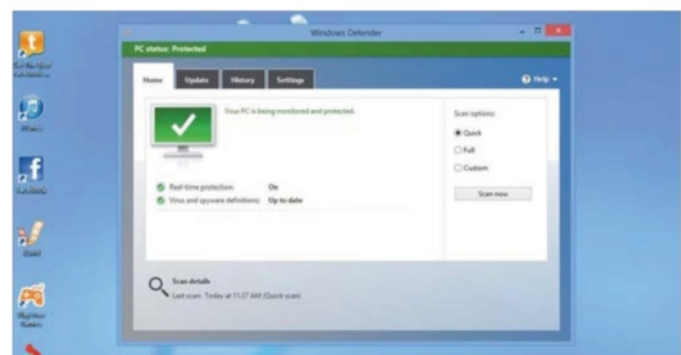 Windows Defender
PC status: Protected
Home
Update
History
Settings
Help
Your PC is being monitored and protected.
Scan options:
Quick
Full
Custom
Scan now
Real-time protection: On
Virus and spyware definitions: Up to date
Scan details
Last scan: Today at 11:37 AM (Quick scan)